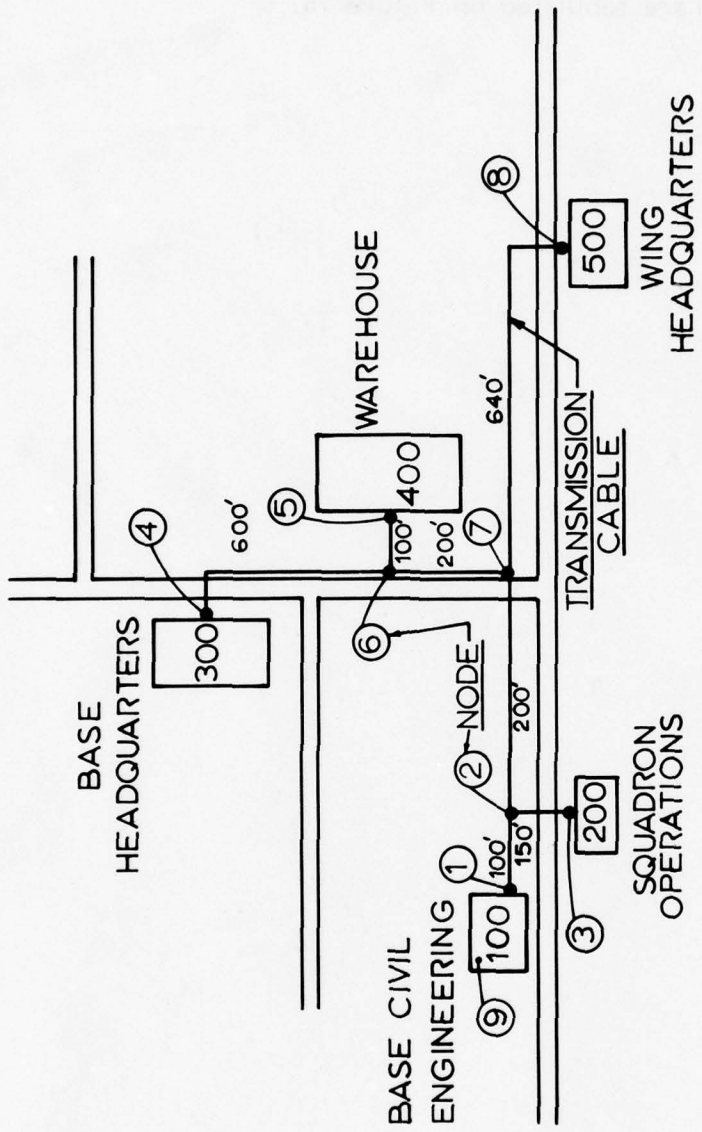 BASE
HEADQUARTERS
300
4
600'
5
WAREHOUSE
400
100'
200'
6
7
NODE
2
200'
640'
8
500
WING
HEADQUARTERS
TRANSMISSION
CABLE
BASE CIVIL
ENGINEERING
100
9
1
100'
150'
200
3
SQUADRON
OPERATIONS